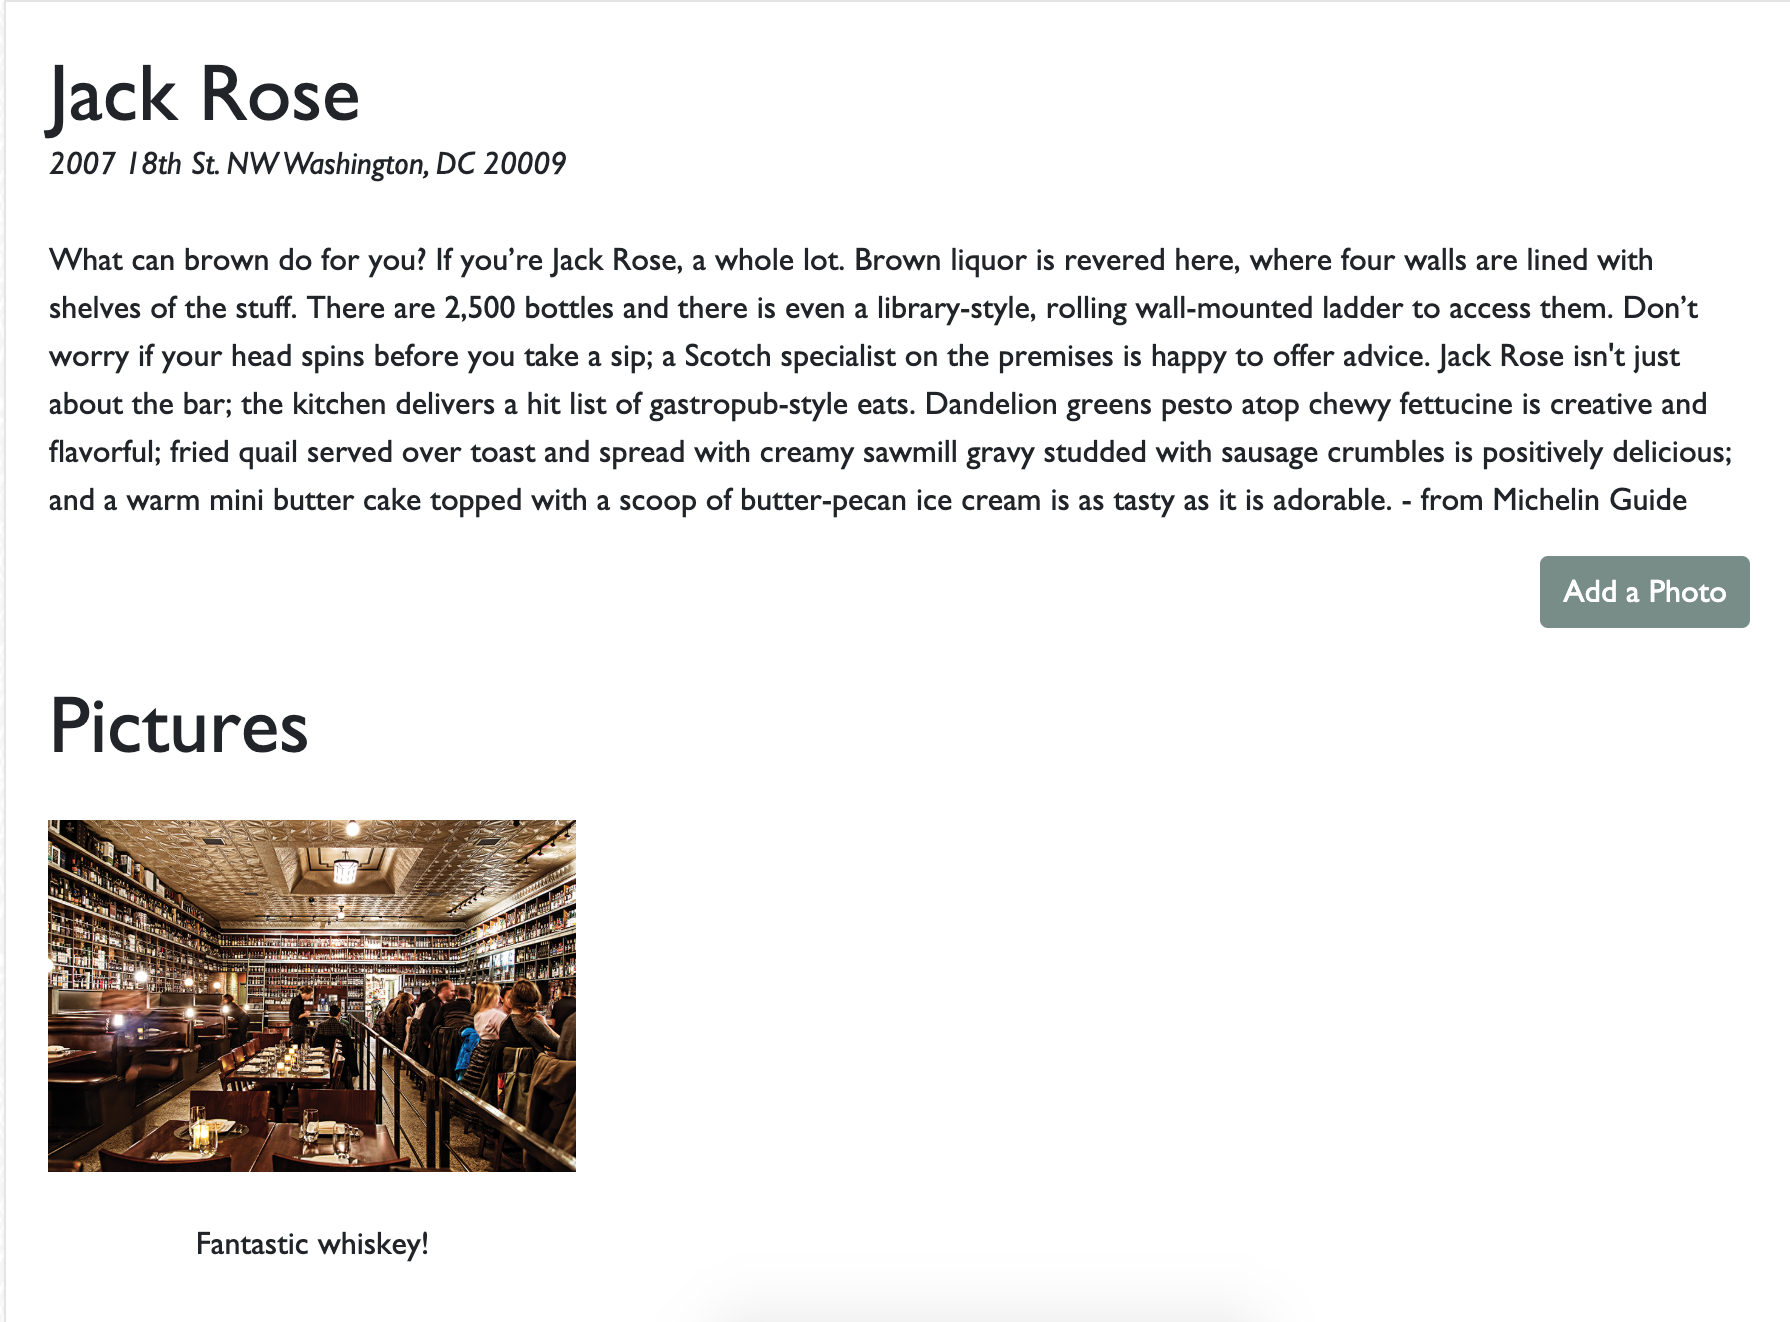 Jack Rose
2007 18th St. NW Washington, DC 20009
What can brown do for you? If you’re Jack Rose, a whole lot. Brown liquor is revered here, where four walls are lined with
shelves of the stuff. There are 2,500 bottles and there is even a library-style, rolling wall-mounted ladder to access them. Don’t
worry if your head spins before you take a sip; a Scotch specialist on the premises is happy to offer advice. Jack Rose isn't just
about the bar; the kitchen delivers a hit list of gastropub-style eats. Dandelion greens pesto atop chewy fettucine is creative and
flavorful; fried quail served over toast and spread with creamy sawmill gravy studded with sausage crumbles is positively delicious;
and a warm mini butter cake topped with a scoop of butter-pecan ice cream is as tasty as it is adorable. - from Michelin Guide
Add a Photo
Pictures
Fantastic whiskey!